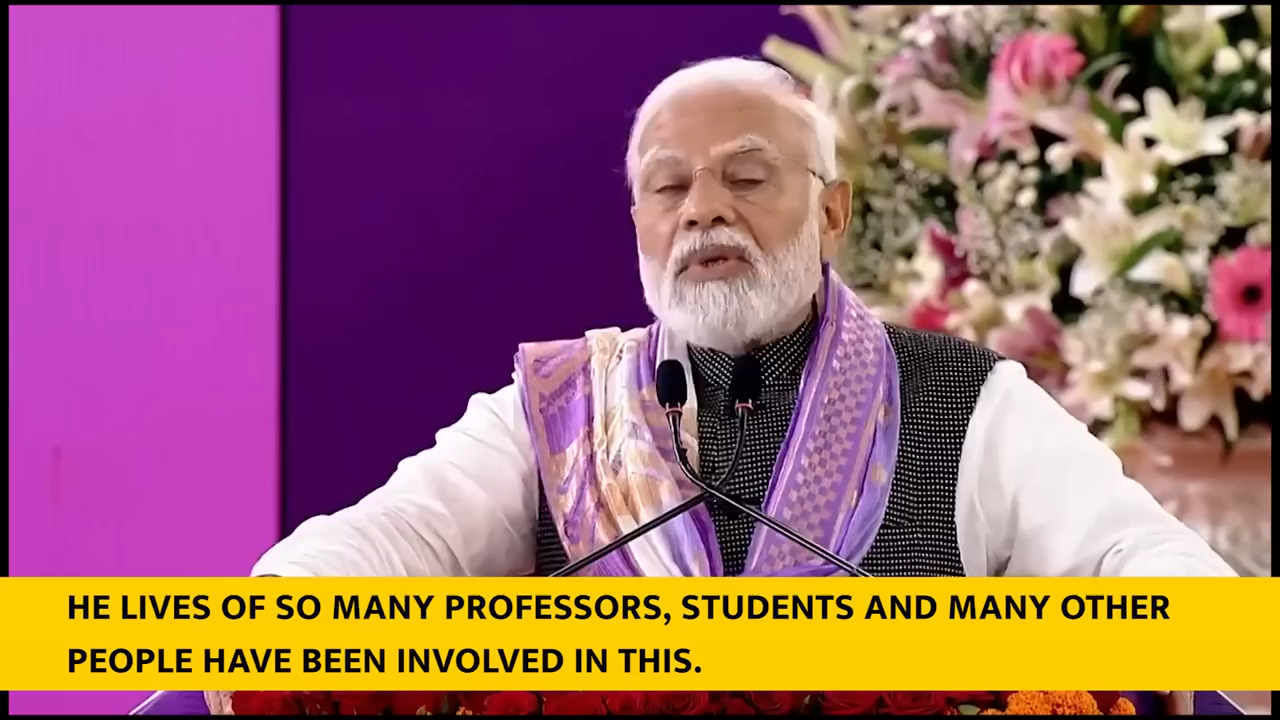 HE LIVES OF SO MANY PROFESSORS, STUDENTS AND MANY OTHER
PEOPLE HAVE BEEN INVOLVED IN THIS.